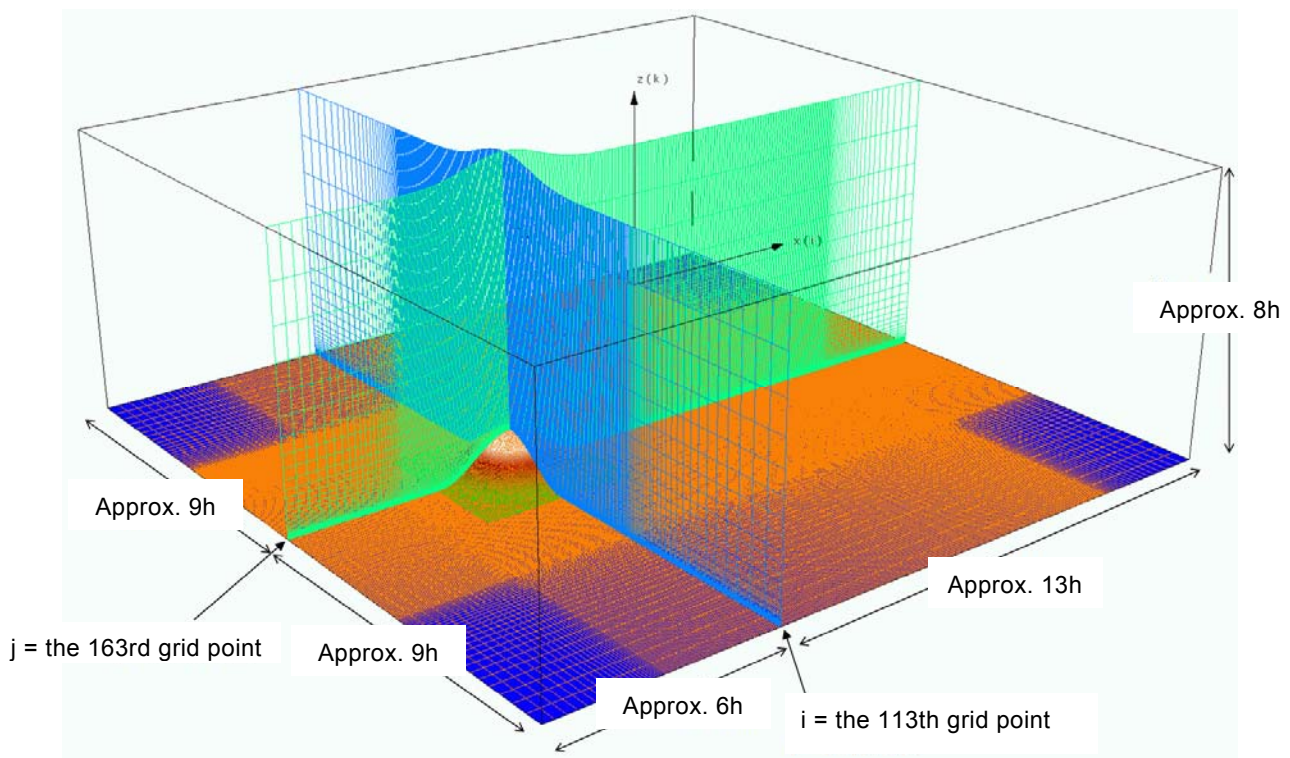 z(k)
x(i)
Approx. 8h
Approx. 9h
Approx. 13h
j = the 163rd grid point
Approx. 9h
Approx. 6h
i = the 113th grid point